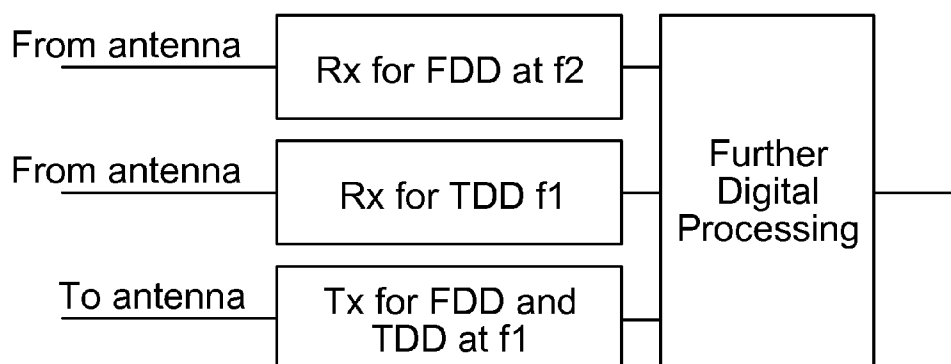 From antenna
Rx for FDD at f2
From antenna
Rx for TDD f1
Further
Digital
Processing
To antenna
Tx for FDD and
TDD at f1